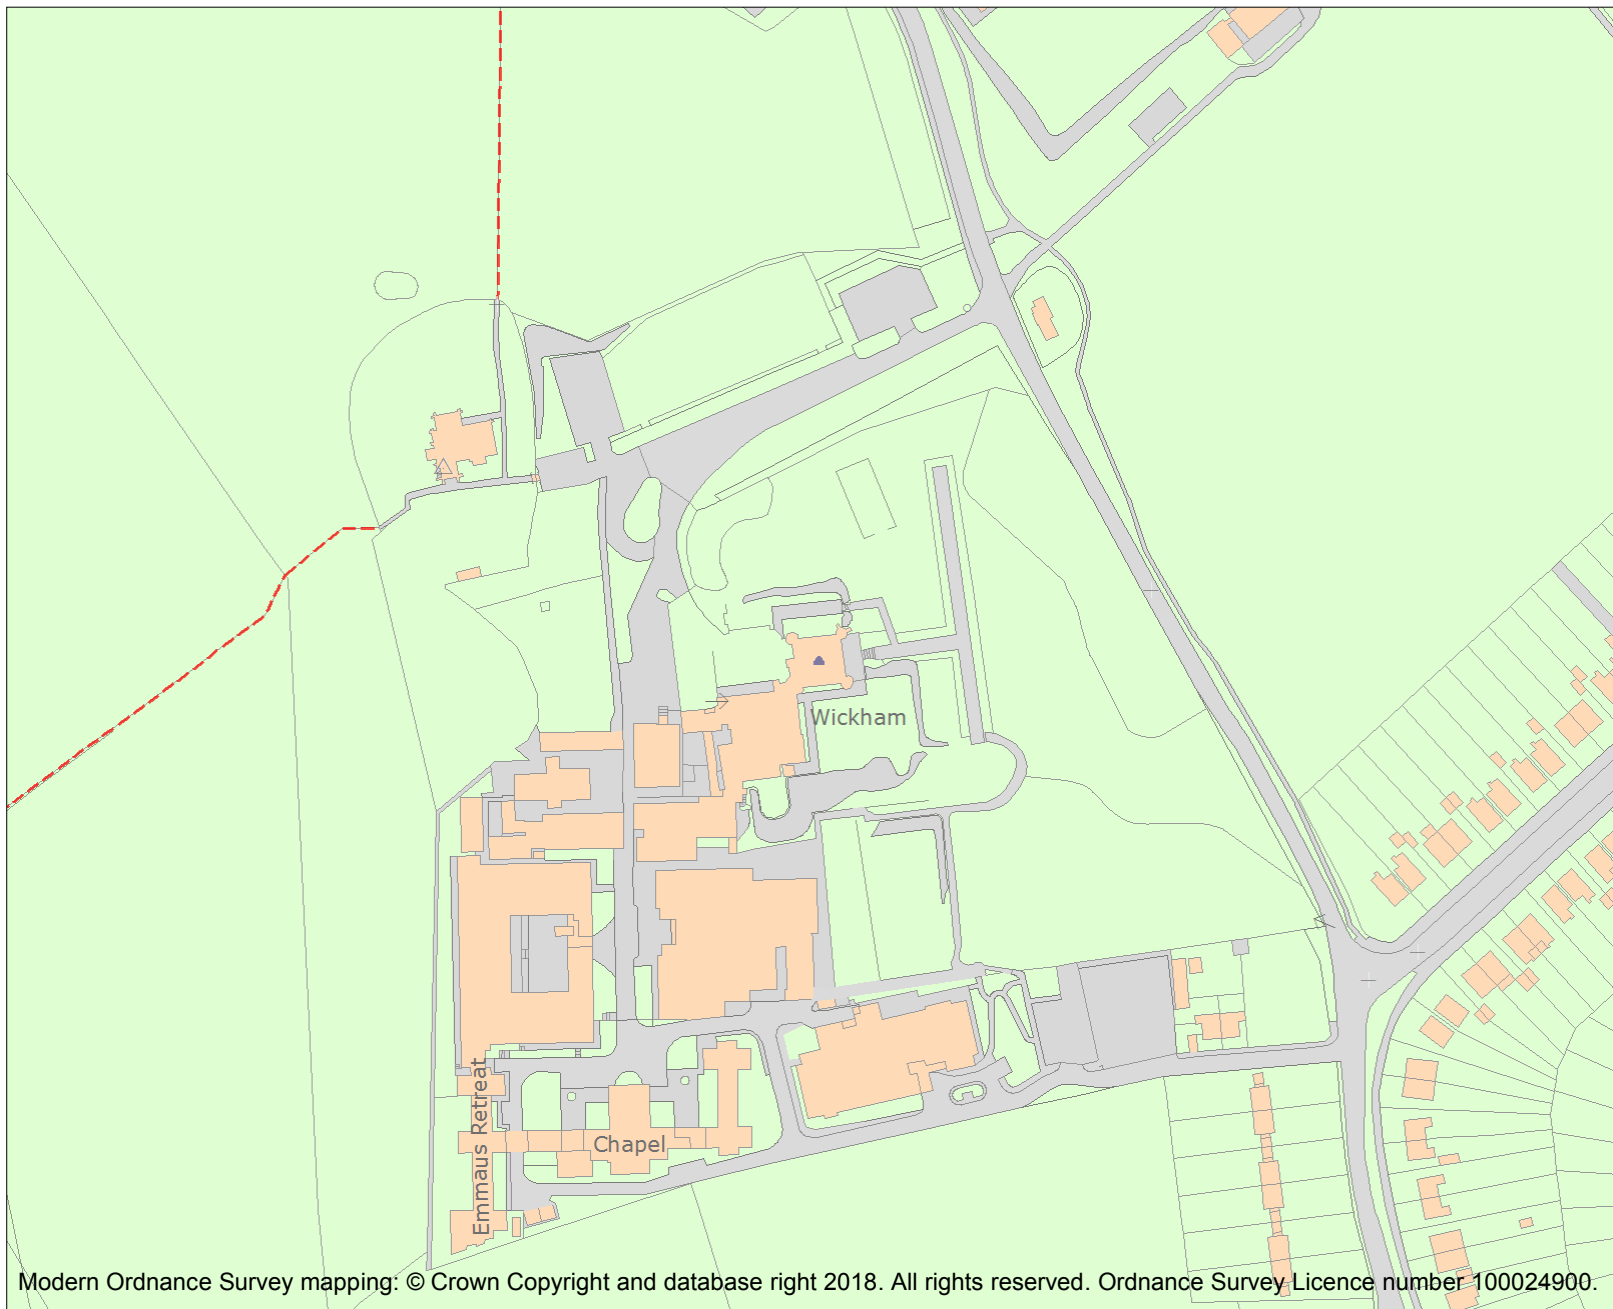 Wickham
Emmaus Retreat
Chapel
Modern Ordnance Survey mapping: © Crown Copyright and database right 2018. All rights reserved. Ordnance Survey Licence number 100024900.